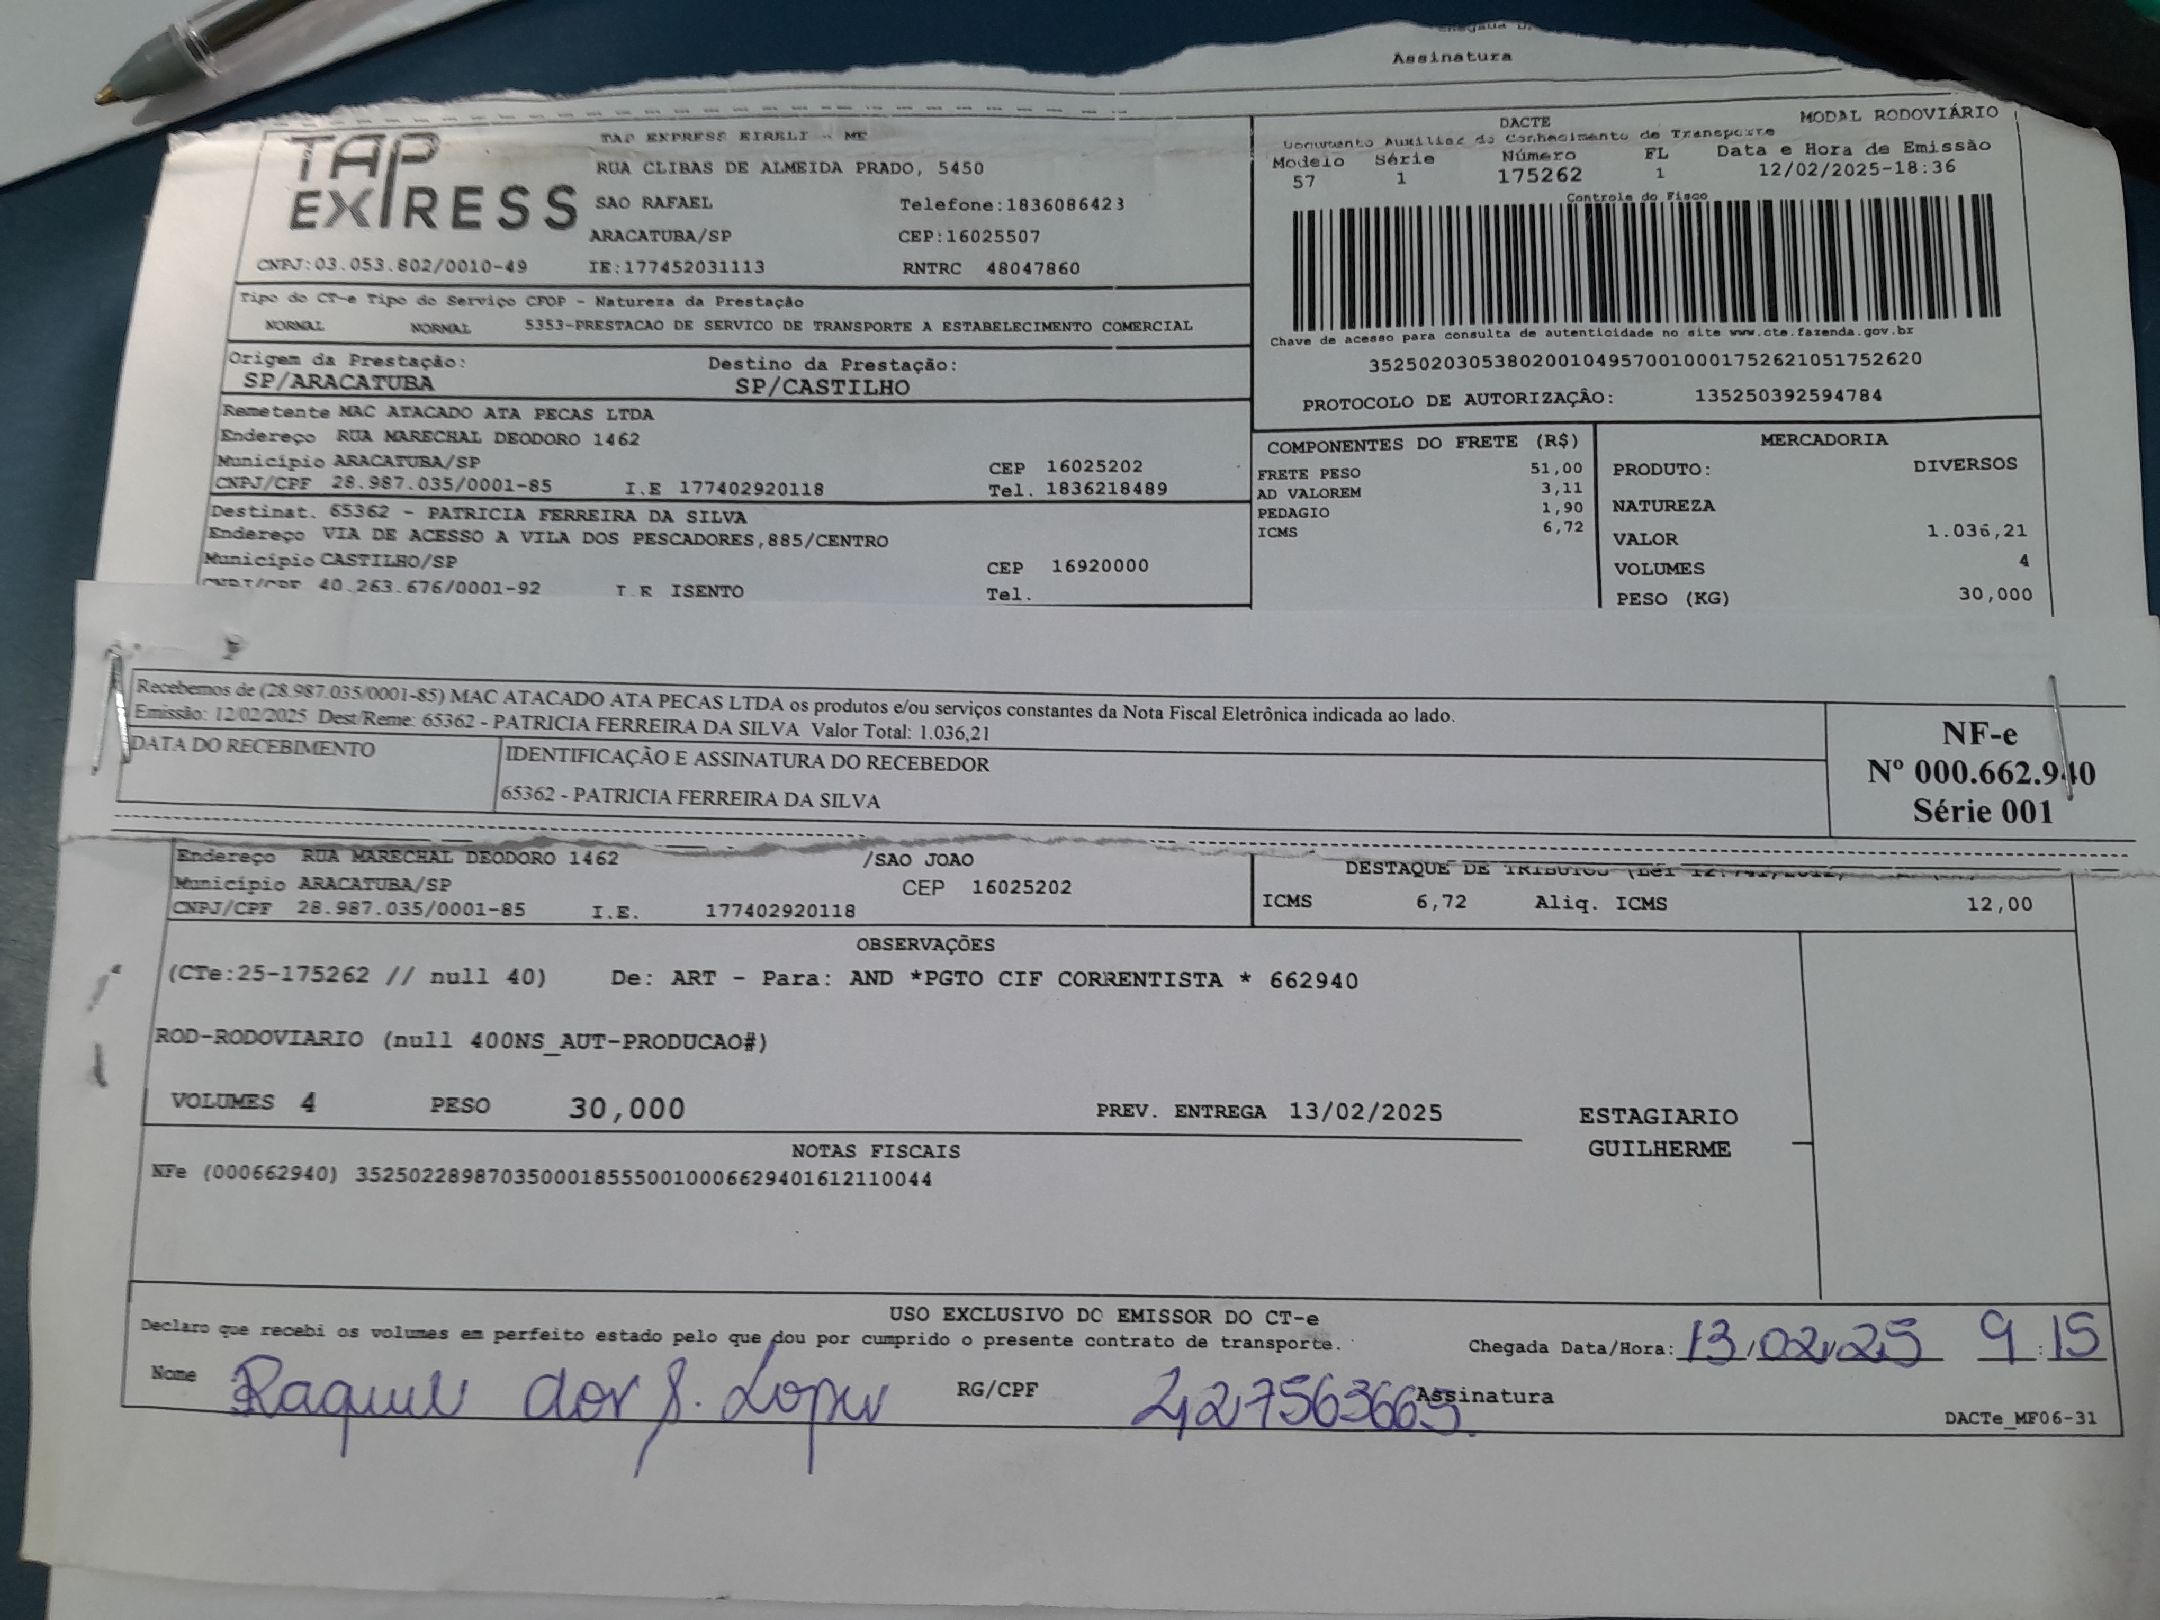 Assinatura
TAP EXPRESS
TAP EXPRESS EIRELI - ME
RUA CLIBAS DE ALMEIDA PRADO, 5450
SAO RAFAEL Telefone:1836086423
ARACATUBA/SP CEP:16025507
CNPJ:03.053.802/0010-49 IE:177452031113 RNTRC 48047860
DACTE MODAL RODOVIÁRIO
Documento Auxiliar do Conhecimento de Transporte
Modelo Série Número FL Data e Hora de Emissão
57 1 175262 1 12/02/2025-18:36
Controle do Fisco
Chave de acesso para consulta de autenticidade no site www.cte.fazenda.gov.br
35250203053802001049570010001752621051752620
PROTOCOLO DE AUTORIZAÇÃO: 135250392594784
Tipo do CT-e Tipo do Serviço CFOP - Natureza da Prestação
NORMAL NORMAL 5353-PRESTACAO DE SERVICO DE TRANSPORTE A ESTABELECIMENTO COMERCIAL
Origem da Prestação: Destino da Prestação:
SP/ARACATUBA SP/CASTILHO
Remetente MAC ATACADO ATA PECAS LTDA
Endereço RUA MARECHAL DEODORO 1462
Município ARACATUBA/SP CEP 16025202
CNPJ/CPF 28.987.035/0001-85 I.E 177402920118 Tel. 1836218489
Destinat. 65362 - PATRICIA FERREIRA DA SILVA
Endereço VIA DE ACESSO A VILA DOS PESCADORES,885/CENTRO
Município CASTILHO/SP CEP 16920000
CNPJ/CPF 40.263.676/0001-92 I.E ISENTO Tel.
COMPONENTES DO FRETE (R$)
FRETE PESO 51,00
AD VALOREM 3,11
PEDAGIO 1,90
ICMS 6,72
MERCADORIA
PRODUTO: DIVERSOS
NATUREZA
VALOR 1.036,21
VOLUMES 4
PESO (KG) 30,000
Recebemos de (28.987.035/0001-85) MAC ATACADO ATA PECAS LTDA os produtos e/ou serviços constantes da Nota Fiscal Eletrônica indicada ao lado.
Emissão: 12/02/2025 Dest/Reme: 65362 - PATRICIA FERREIRA DA SILVA Valor Total: 1.036,21
DATA DO RECEBIMENTO IDENTIFICAÇÃO E ASSINATURA DO RECEBEDOR
65362 - PATRICIA FERREIRA DA SILVA
NF-e
Nº 000.662.940
Série 001
Endereço RUA MARECHAL DEODORO 1462 /SAO JOAO
Município ARACATUBA/SP CEP 16025202
CNPJ/CPF 28.987.035/0001-85 I.E. 177402920118
DESTAQUE DE TRIBUTOS
ICMS 6,72 Aliq. ICMS 12,00
OBSERVAÇÕES
(CTe:25-175262 // null 40) De: ART - Para: AND *PGTO CIF CORRENTISTA * 662940
ROD-RODOVIARIO (null 400NS_AUT-PRODUCAO#)
VOLUMES 4 PESO 30,000 PREV. ENTREGA 13/02/2025
ESTAGIARIO
GUILHERME
NOTAS FISCAIS
NFe (000662940) 35250228987035000185550010006629401612110044
USO EXCLUSIVO DO EMISSOR DO CT-e
Declaro que recebi os volumes em perfeito estado pelo que dou por cumprido o presente contrato de transporte.
Chegada Data/Hora: 13/02/25 9:15
Nome Raquel dos S. Lopes RG/CPF 4227563665 Assinatura
DACTe_MF06-31